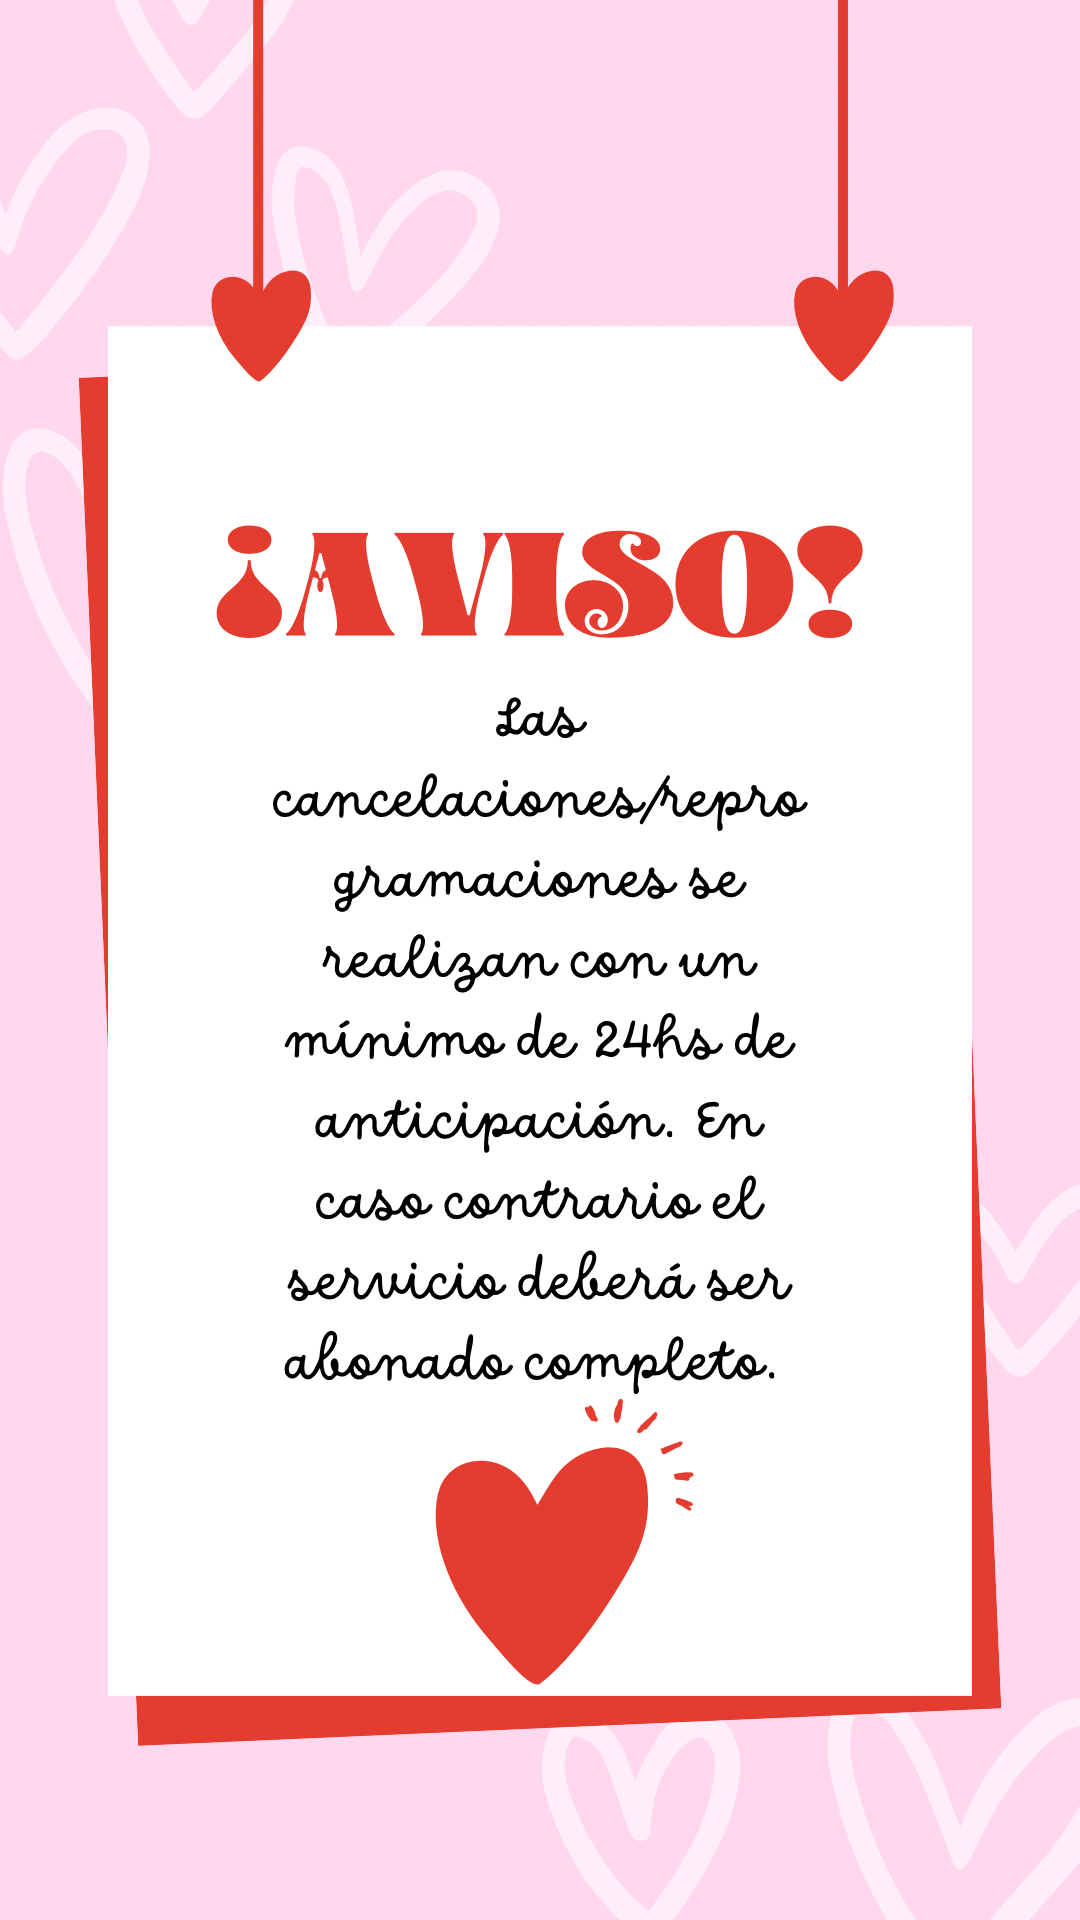 ¡AVISO!
Las
cancelaciones/repro
gramaciones se
realizan con un
mínimo de 24hs de
anticipación. En
caso contrario el
servicio deberá ser
abonado completo.